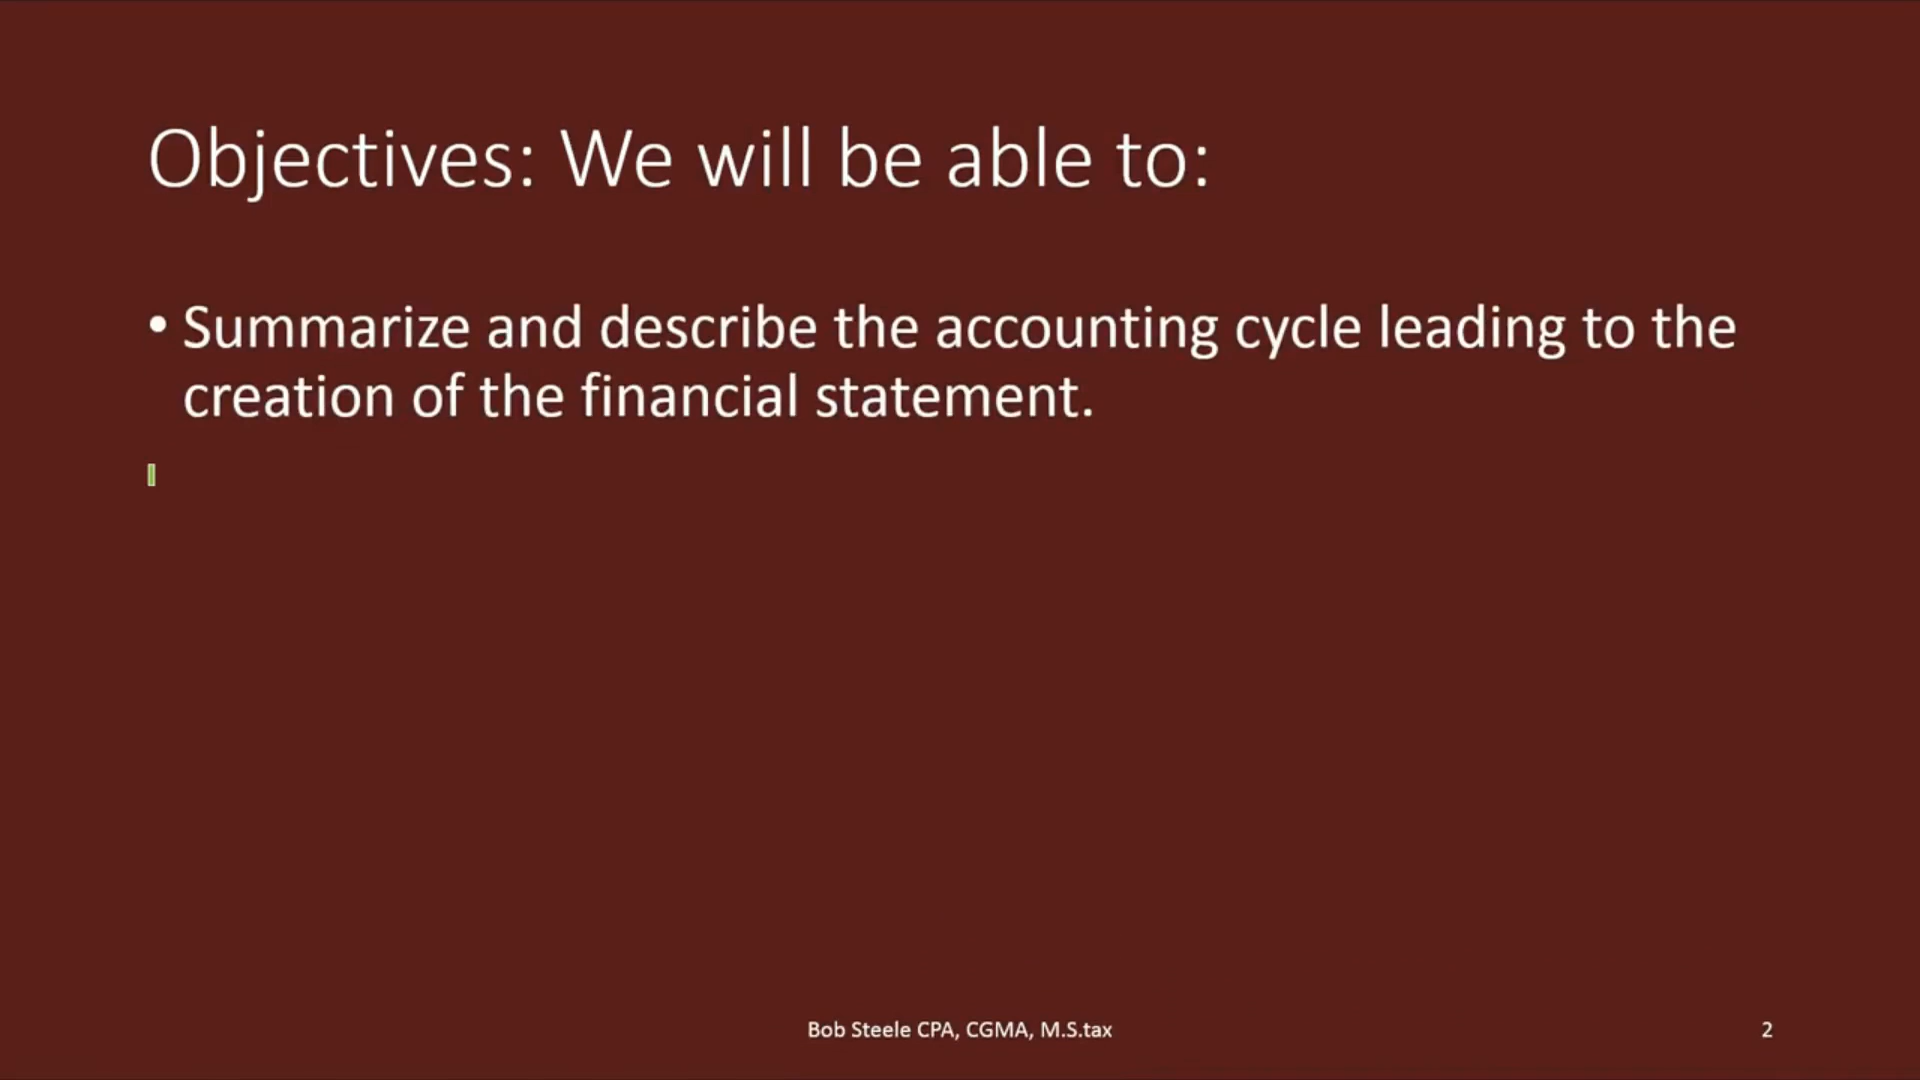 Objectives: We will be able to:
• Summarize and describe the accounting cycle leading to the
creation of the financial statement.
Bob Steele CPA, CGMA, M.S.tax
2